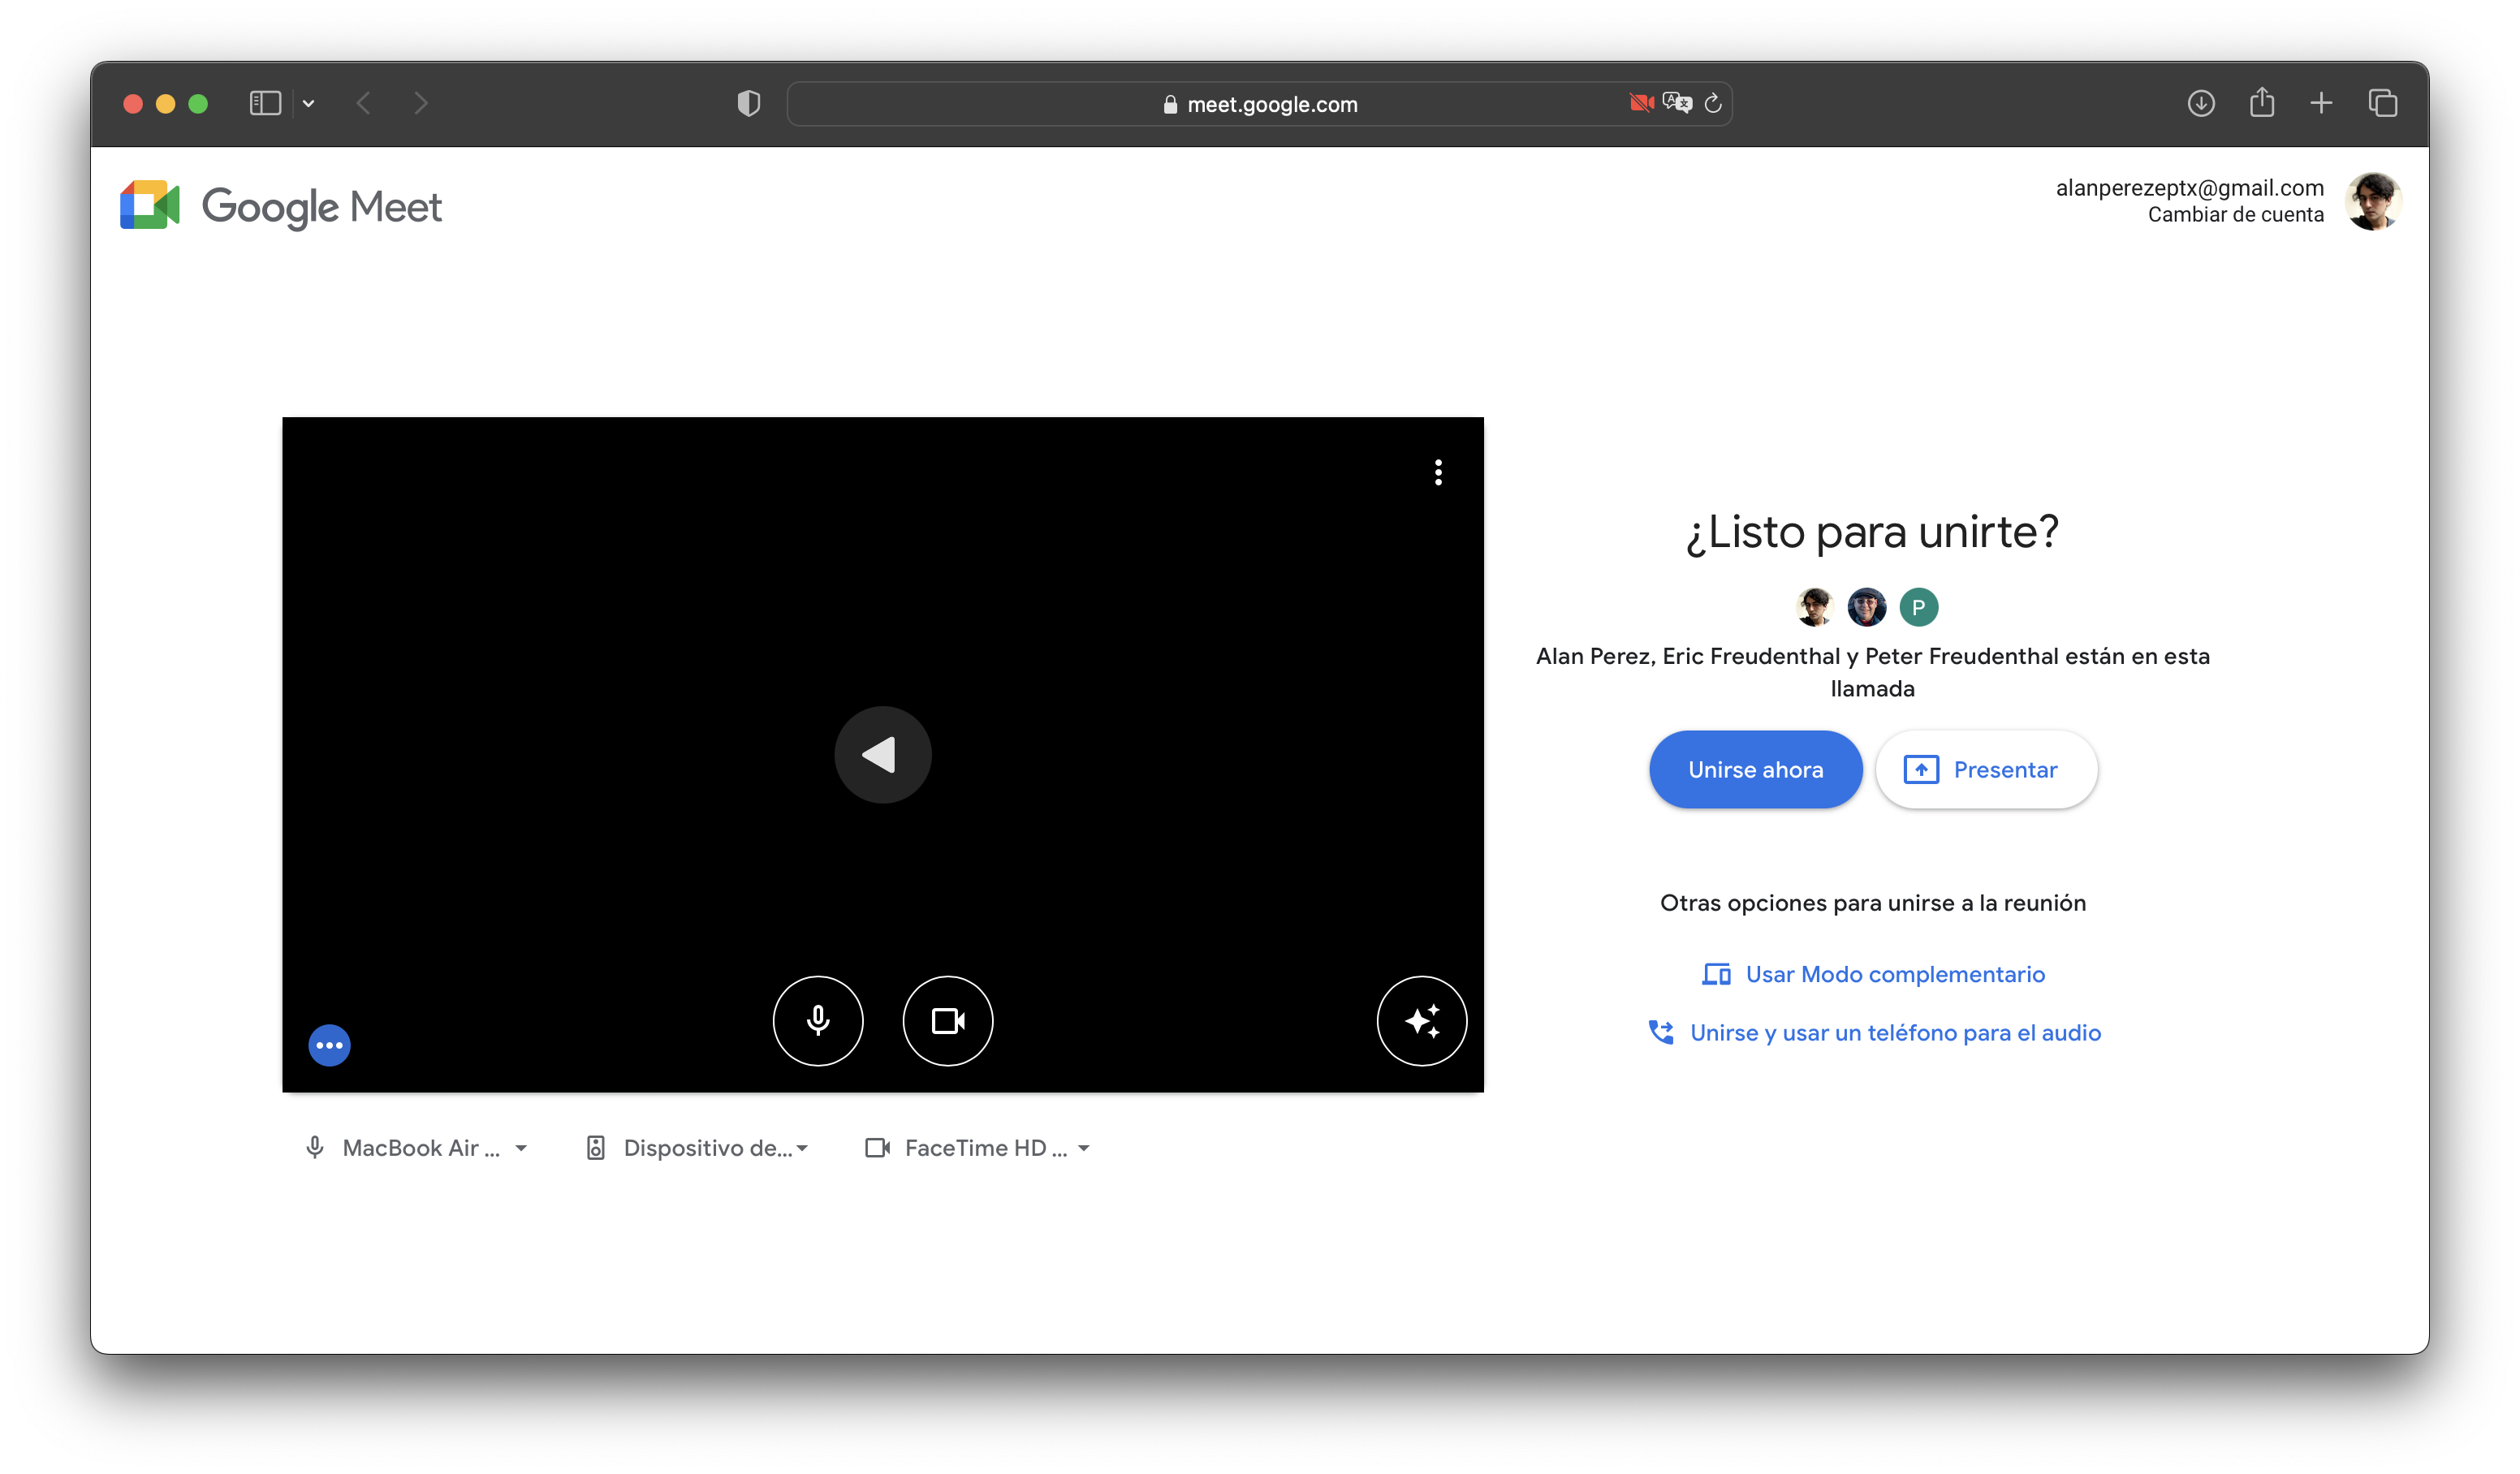 meet.google.com
Google Meet
alanperezeptx@gmail.com
Cambiar de cuenta
¿Listo para unirte?
P
Alan Perez, Eric Freudenthal y Peter Freudenthal están en esta
llamada
Unirse ahora
Presentar
Otras opciones para unirse a la reunión
Usar Modo complementario
Unirse y usar un teléfono para el audio
MacBook Air ...
Dispositivo de...
FaceTime HD ...